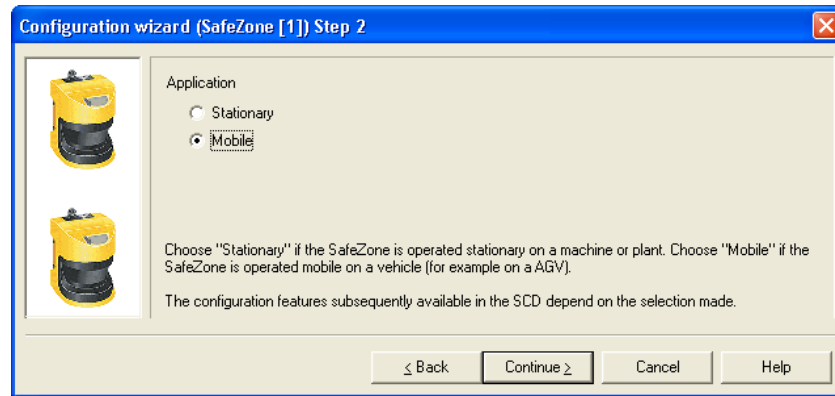 Configuration wizard (SafeZone [1]) Step 2
Application
Stationary
Mobile
Choose "Stationary" if the SafeZone is operated stationary on a machine or plant. Choose "Mobile" if the
SafeZone is operated mobile on a vehicle (for example on a AGV).
The configuration features subsequently available in the SCD depend on the selection made.
< Back
Continue >
Cancel
Help